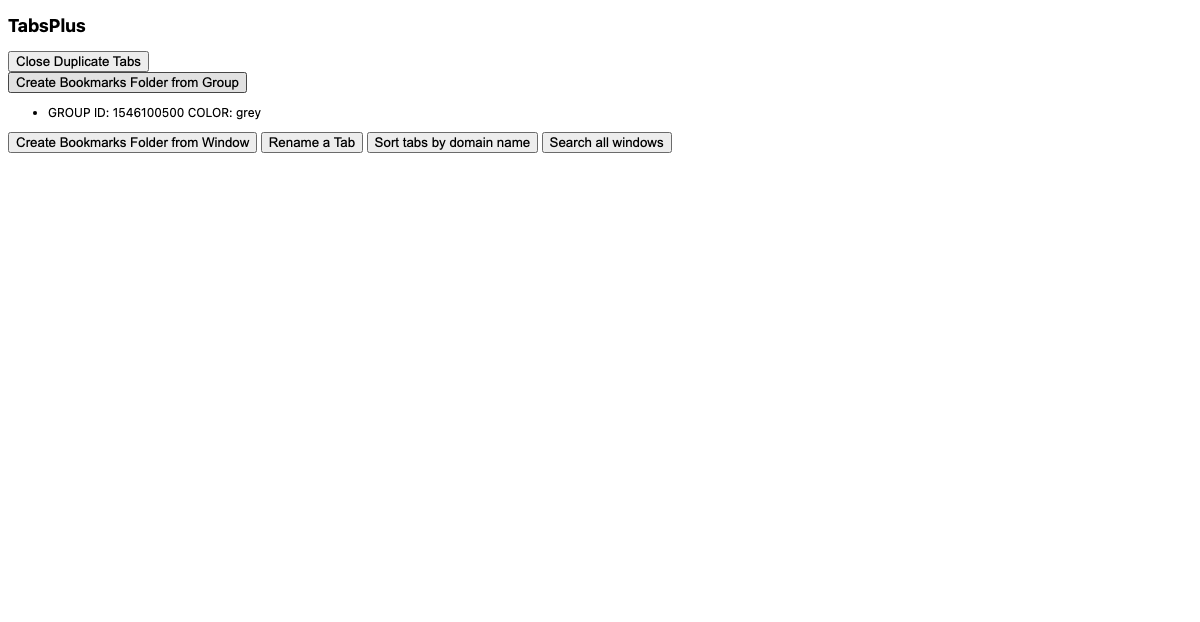 TabsPlus
Close Duplicate Tabs
Create Bookmarks Folder from Group
• GROUP ID: 1546100500 COLOR: grey
Create Bookmarks Folder from Window Rename a Tab Sort tabs by domain name Search all windows